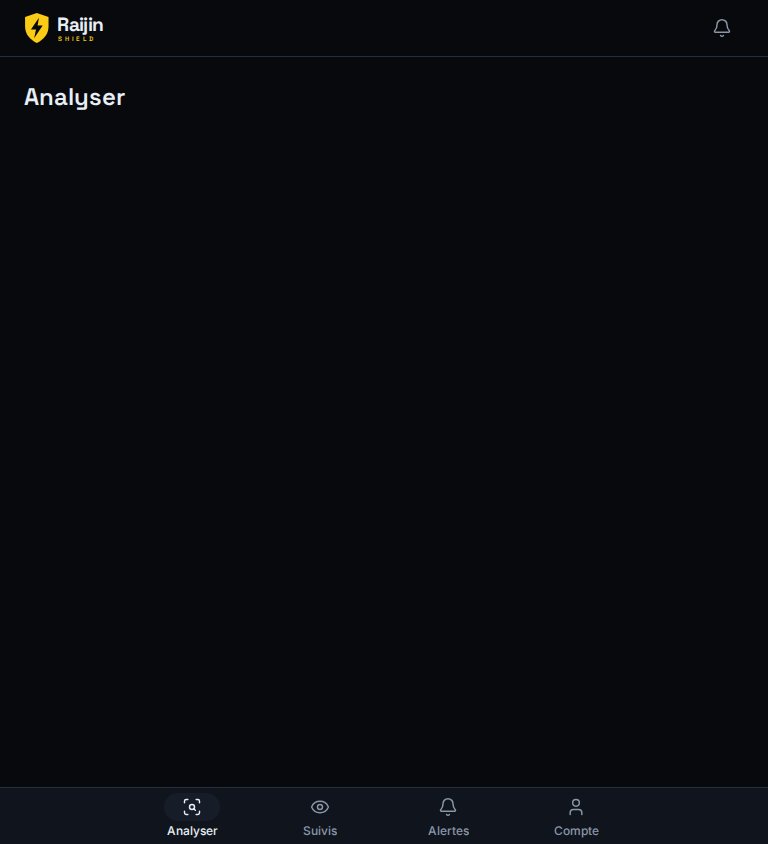 Raijin
SHIELD
Analyser
Analyser
Suivis
Alertes
Compte